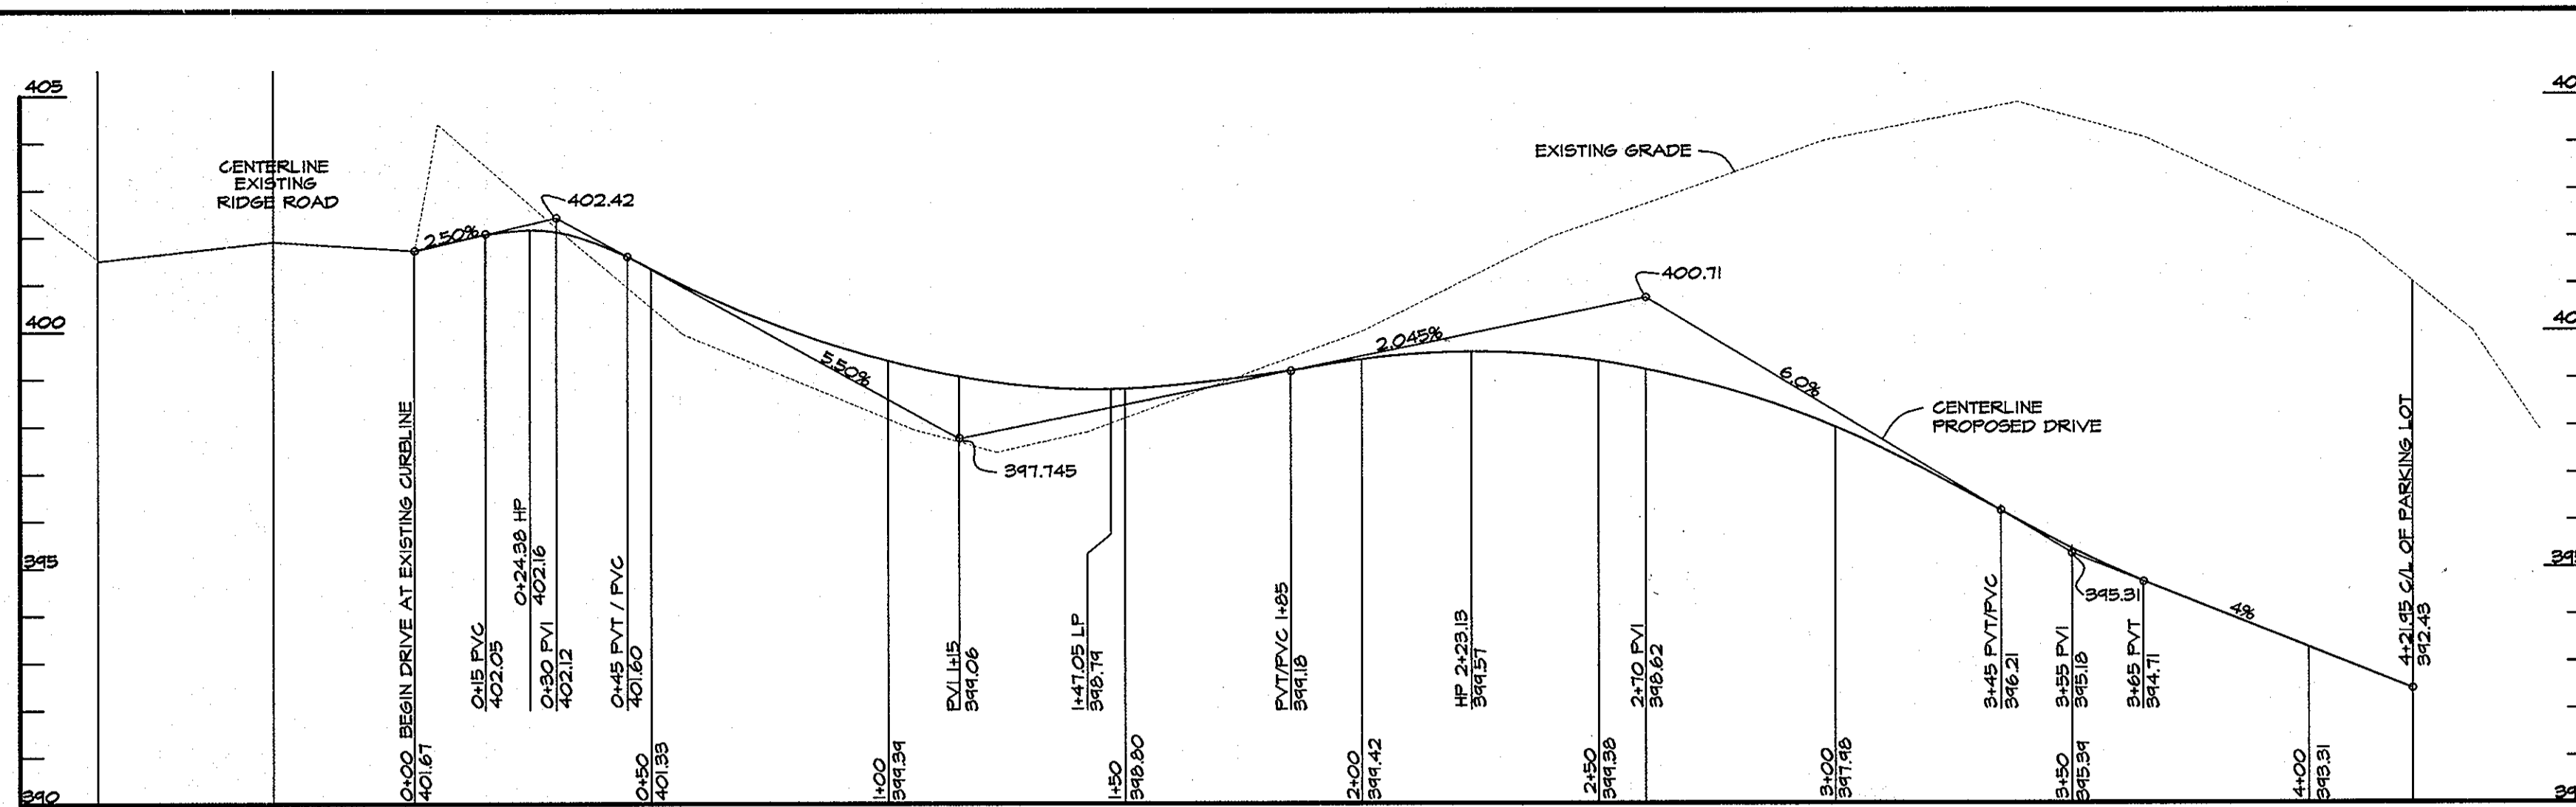 405
400
395
390
CENTERLINE
EXISTING
RIDGE ROAD
2.50%
402.42
5.50%
397.745
2.045%
EXISTING GRADE
400.71
6.0%
CENTERLINE
PROPOSED DRIVE
395.31
4%
0+00 BEGIN DRIVE AT EXISTING CURBLINE
401.67
0+15 PVC
402.05
0+24.38 HP
402.16
0+30 PVI
402.12
0+45 PVT / PVC
401.60
0+50
401.33
1+00
399.39
PVI 1+15
399.06
1+47.05 LP
398.79
1+50
398.80
PVT/PVC 1+85
399.18
2+00
399.42
HP 2+23.13
399.57
2+50
399.38
2+70 PVI
398.62
3+00
397.98
3+45 PVT/PVC
396.21
3+55 PVI
395.18
3+50
395.39
3+65 PVT
394.71
4+00
393.31
4+21.95 C/L OF PARKING LOT
392.43
40
40
39
39